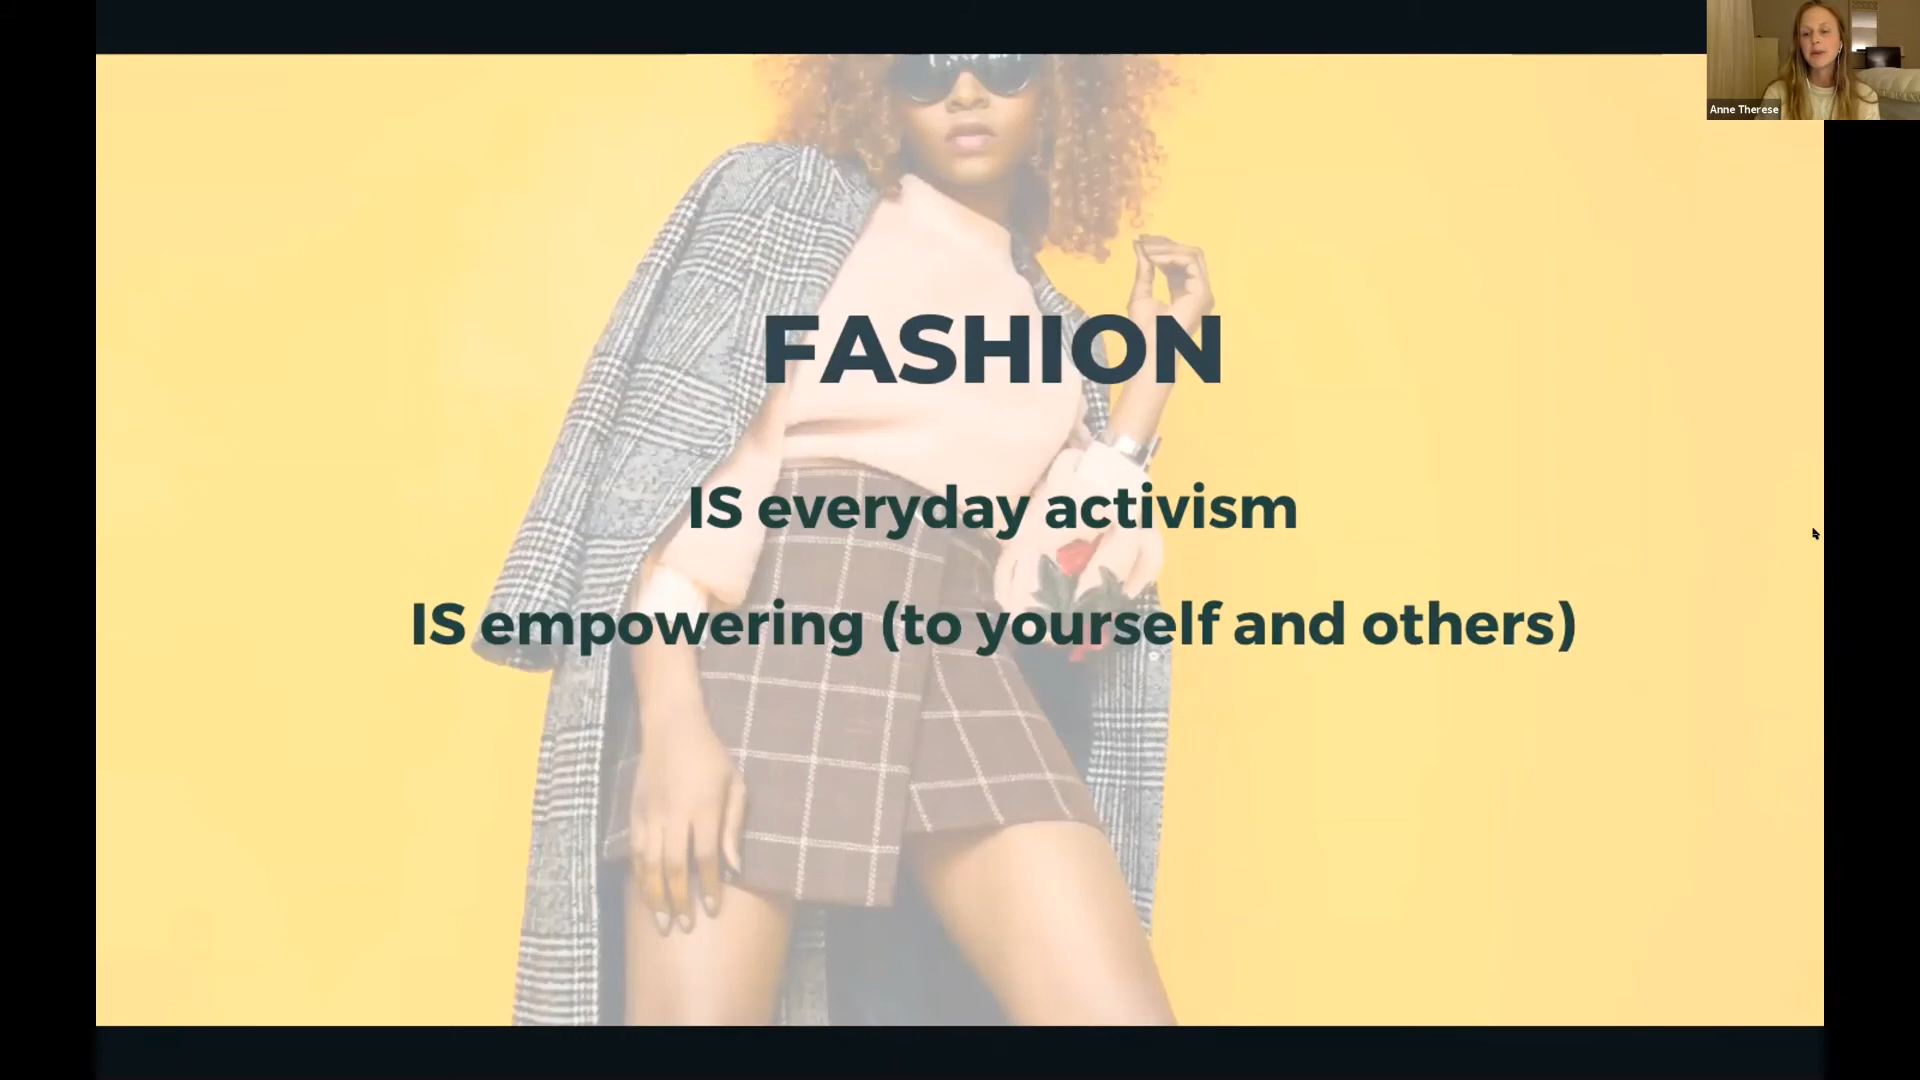 Anne Therese
FASHION
IS everyday activism
IS empowering (to yourself and others)